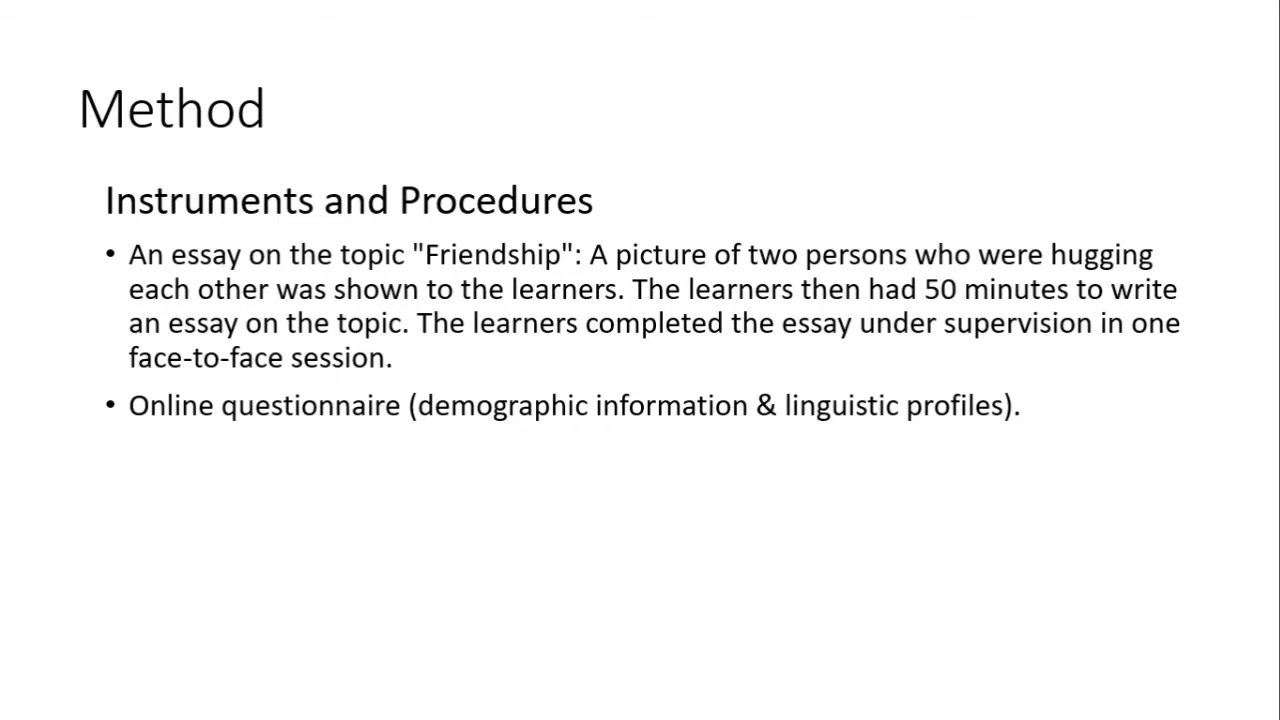 Method
Instruments and Procedures
• An essay on the topic "Friendship": A picture of two persons who were hugging
each other was shown to the learners. The learners then had 50 minutes to write
an essay on the topic. The learners completed the essay under supervision in one
face-to-face session.
• Online questionnaire (demographic information & linguistic profiles).